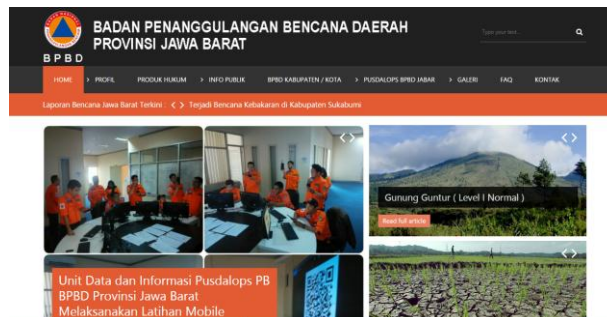 BADAN PENANGGULANGAN BENCANA DAERAH
PROVINSI JAWA BARAT
BPBD
Type your text...
HOME > PROFIL PRODUK HUKUM > INFO PUBLIK BPBD KABUPATEN / KOTA > PUSDALOPS BPBD JABAR > GALERI FAQ KONTAK
Laporan Bencana Jawa Barat Terkini : < > Terjadi Bencana Kebakaran di Kabupaten Sukabumi
Gunung Guntur ( Level I Normal )
Read full article
Unit Data dan Informasi Pusdalops PB
BPBD Provinsi Jawa Barat
Melaksanakan Latihan Mobile